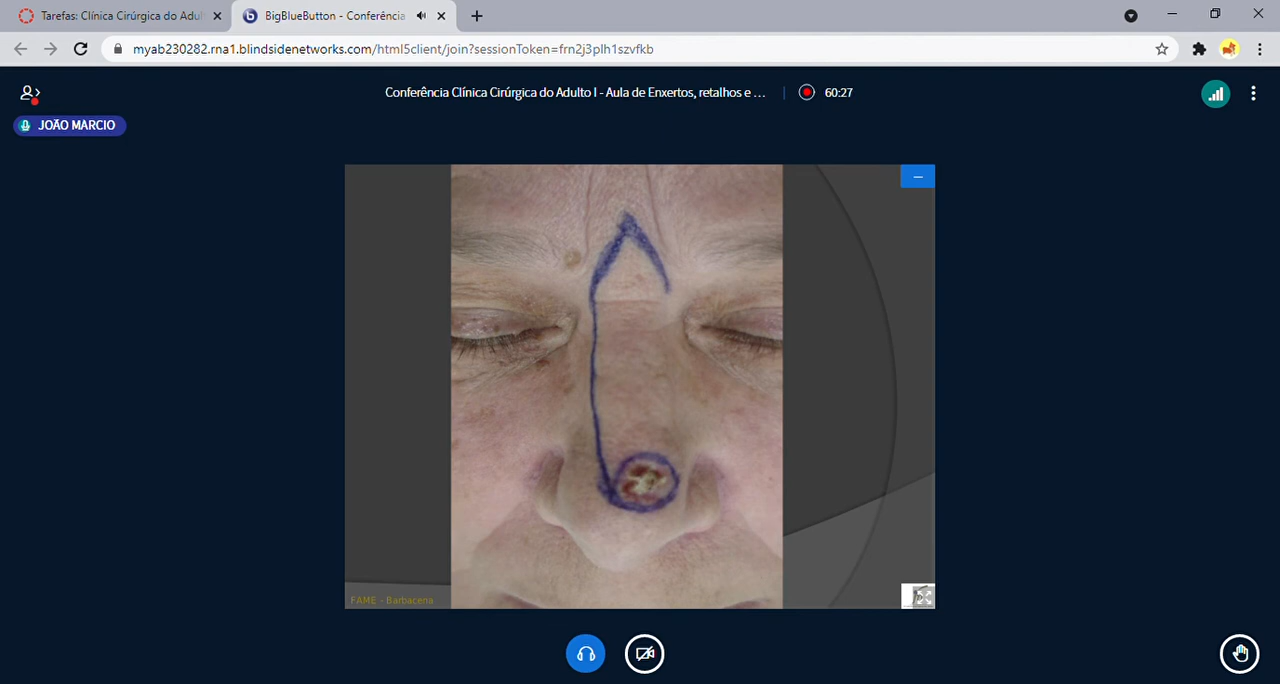 Tarefas: Clínica Cirúrgica do Adul
BigBlueButton - Conferência
myab230282.rna1.blindsidenetworks.com/html5client/join?sessionToken=frn2j3plh1szvfkb
Conferência Clínica Cirúrgica do Adulto I - Aula de Enxertos, retalhos e ...
60:27
JOÃO MARCIO
FAME - Barbacena